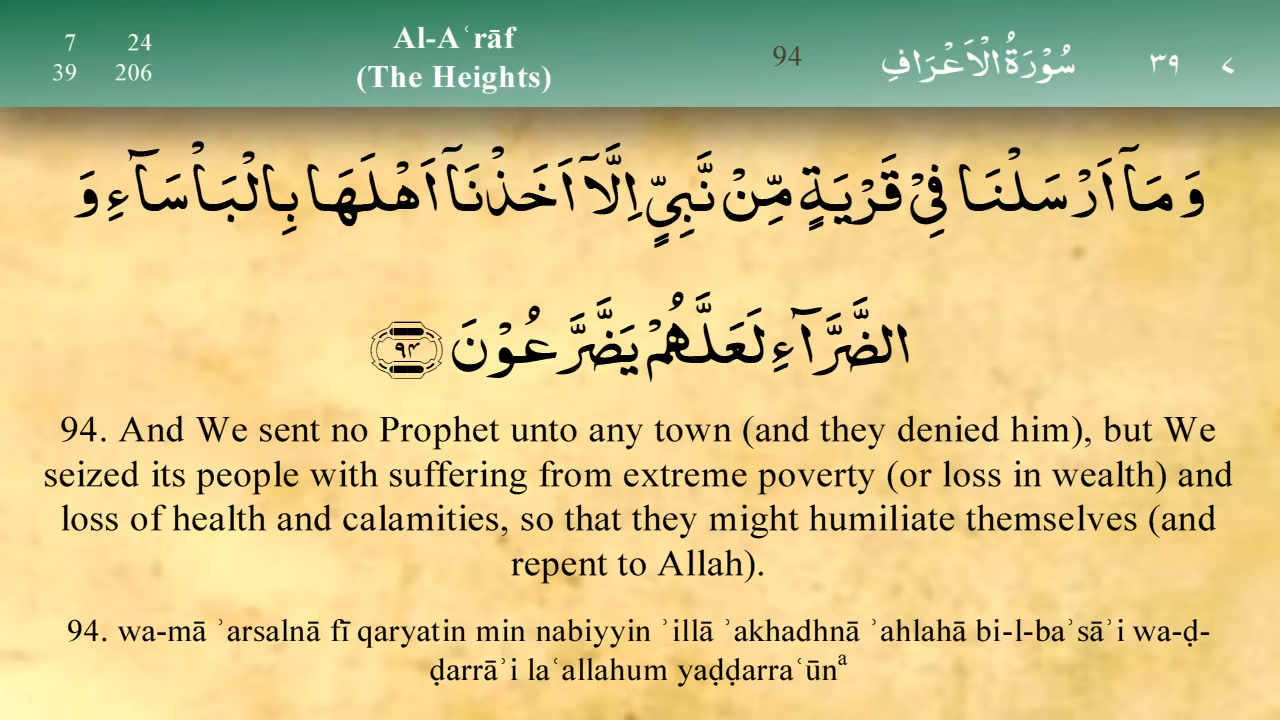 7 24
39 206
Al-Aʿrāf
(The Heights)
94
سُوْرَةُ الْاَعْرَافِ
٣٩ ٧
وَ مَاۤ اَرْسَلْنَا فِیْ قَرْیَةٍ مِّنْ نَّبِیٍّ اِلَّاۤ اَخَذْنَاۤ اَهْلَهَا بِالْبَاْسَآءِ وَ
الضَّرَّآءِ لَعَلَّهُمْ یَضَّرَّعُوْنَ ٩٤
94. And We sent no Prophet unto any town (and they denied him), but We
seized its people with suffering from extreme poverty (or loss in wealth) and
loss of health and calamities, so that they might humiliate themselves (and
repent to Allah).
94. wa-mā ʾarsalnā fī qaryatin min nabiyyin ʾillā ʾakhadhnā ʾahlahā bi-l-baʾsāʾi wa-ḍ-
ḍarrāʾi laʿallahum yaḍḍarraʿūnᵃ